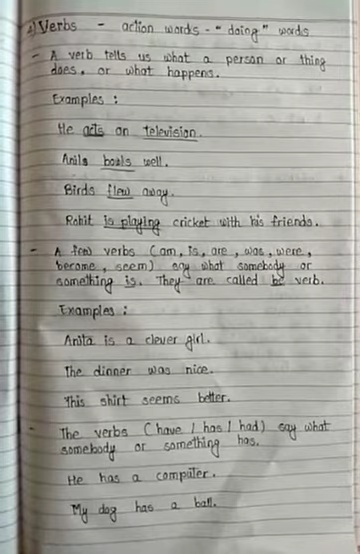 4) Verbs - action words - "doing" words
- A verb tells us what a person or thing
does, or what happens.
Examples :
He acts on television.
Anila bowls well.
Birds flew away.
Rohit is playing cricket with his friends.
- A few verbs (am, is, are, was, were,
become, seem) say what somebody or
something is. They are called be verb.
Examples :
Anita is a clever girl.
The dinner was nice.
This shirt seems better.
- The verbs (have / has / had) say what
somebody or something has.
He has a computer.
My dog has a ball.